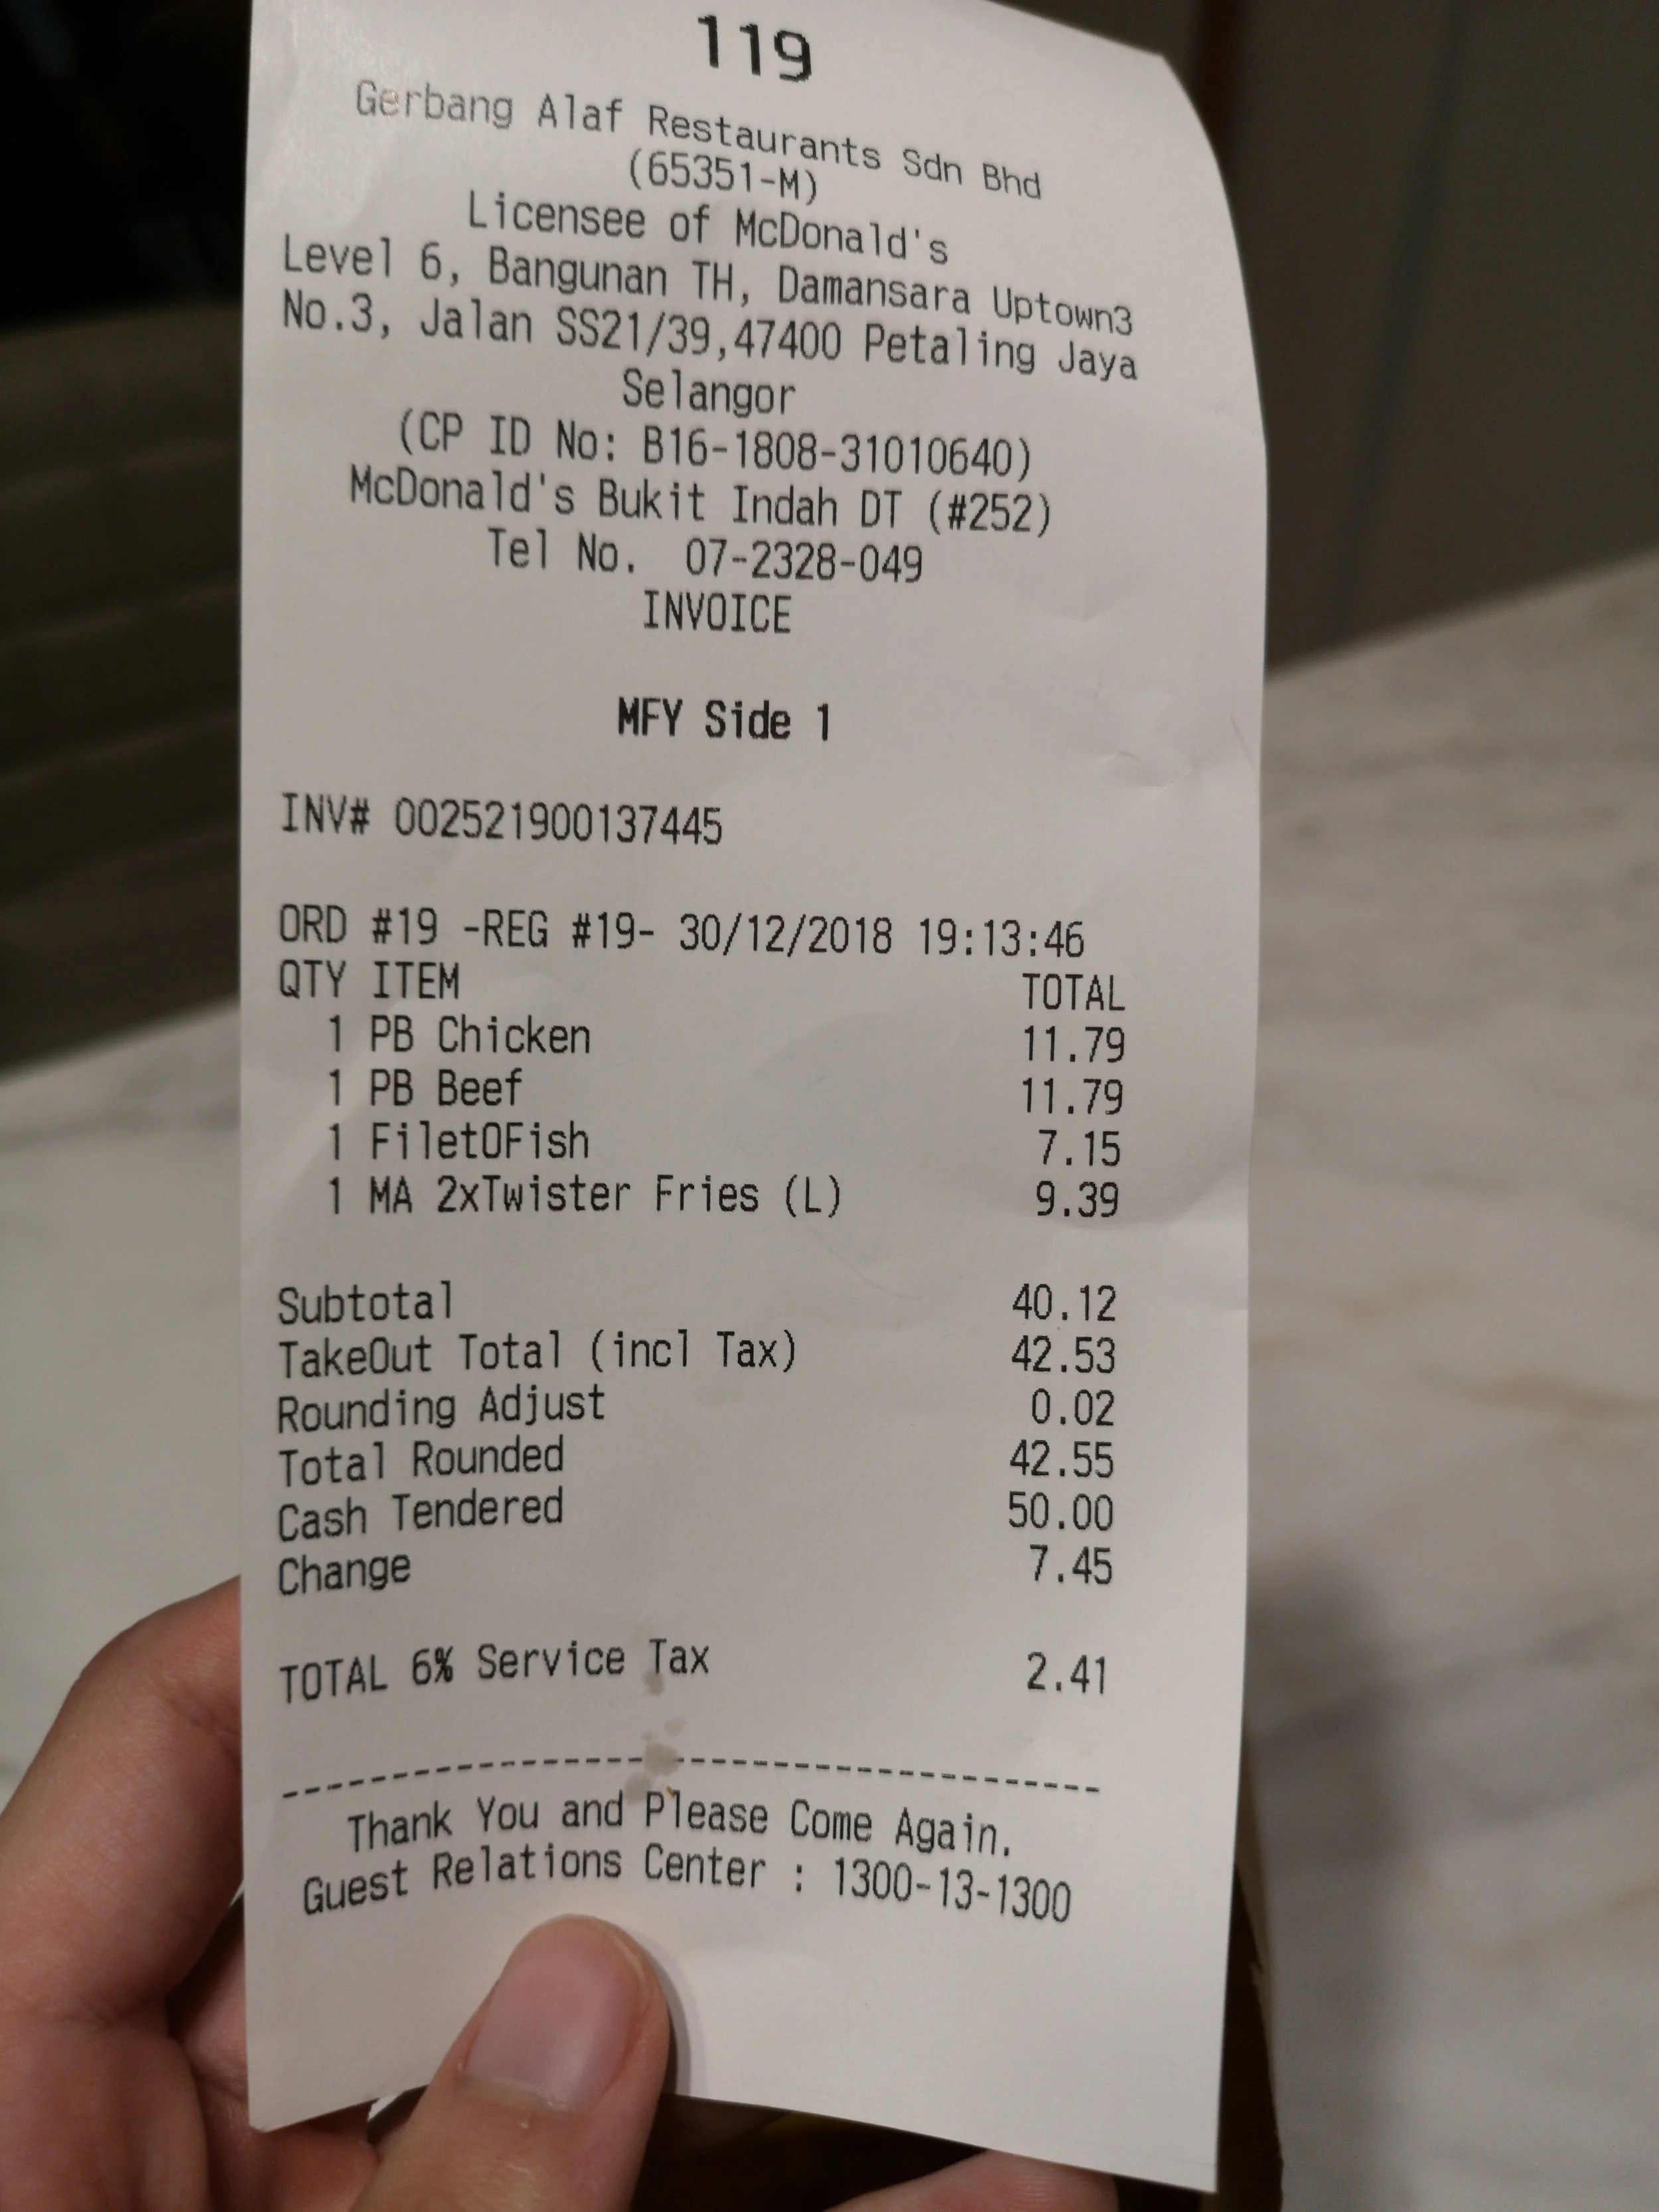 119
Gerbang Alaf Restaurants Sdn Bhd
(65351-M)
Licensee of McDonald's
Level 6, Bangunan TH, Damansara Uptown3
No.3, Jalan SS21/39,47400 Petaling Jaya
Selangor
(CP ID No: B16-1808-31010640)
McDonald's Bukit Indah DT (#252)
Tel No. 07-2328-049
INVOICE
MFY Side 1
INV# 002521900137445
ORD #19 -REG #19- 30/12/2018 19:13:46
QTY ITEM TOTAL
1 PB Chicken 11.79
1 PB Beef 11.79
1 FiletOFish 7.15
1 MA 2xTwister Fries (L) 9.39
Subtotal 40.12
TakeOut Total (incl Tax) 42.53
Rounding Adjust 0.02
Total Rounded 42.55
Cash Tendered 50.00
Change 7.45
TOTAL 6% Service Tax 2.41
---------------------------------------
Thank You and Please Come Again.
Guest Relations Center : 1300-13-1300